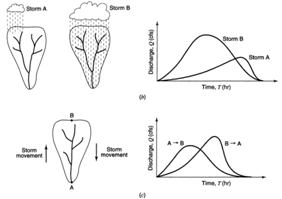 Storm A
Storm B
Discharge, Q (cfs)
Storm B
Storm A
Time, T (hr)
(b)
B
Storm
movement
Storm
movement
A
Discharge, Q (cfs)
A → B
B → A
Time, T (hr)
(c)